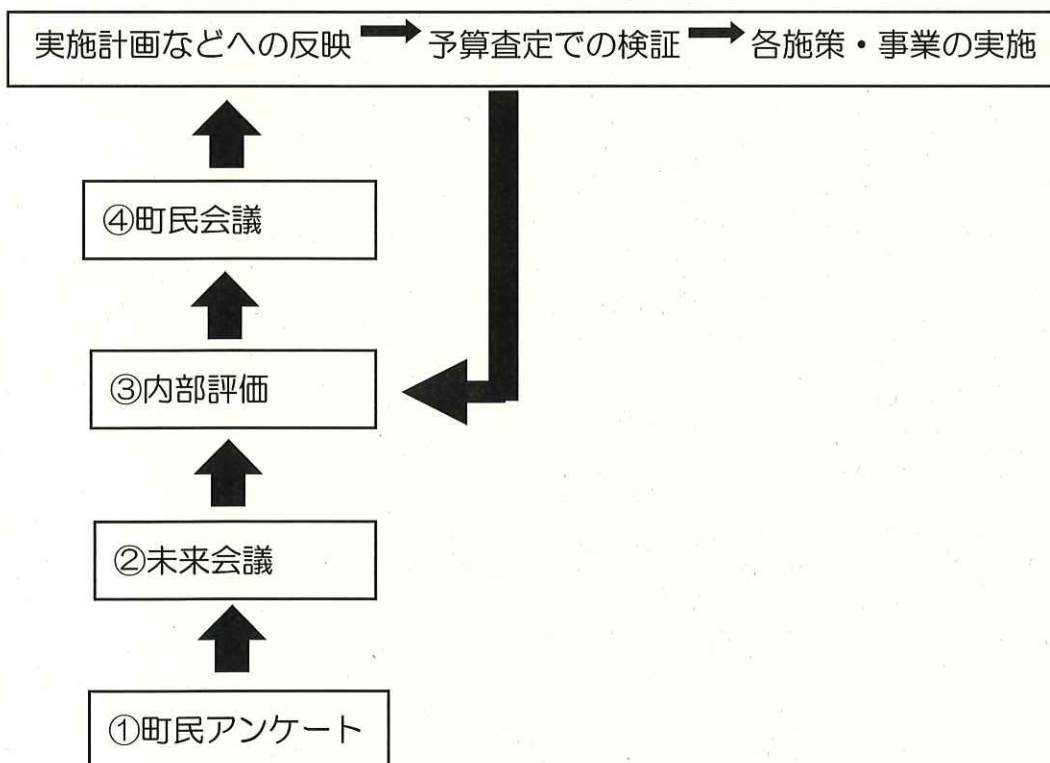 実施計画などへの反映 → 予算査定での検証 → 各施策・事業の実施
④町民会議
③内部評価
②未来会議
①町民アンケート